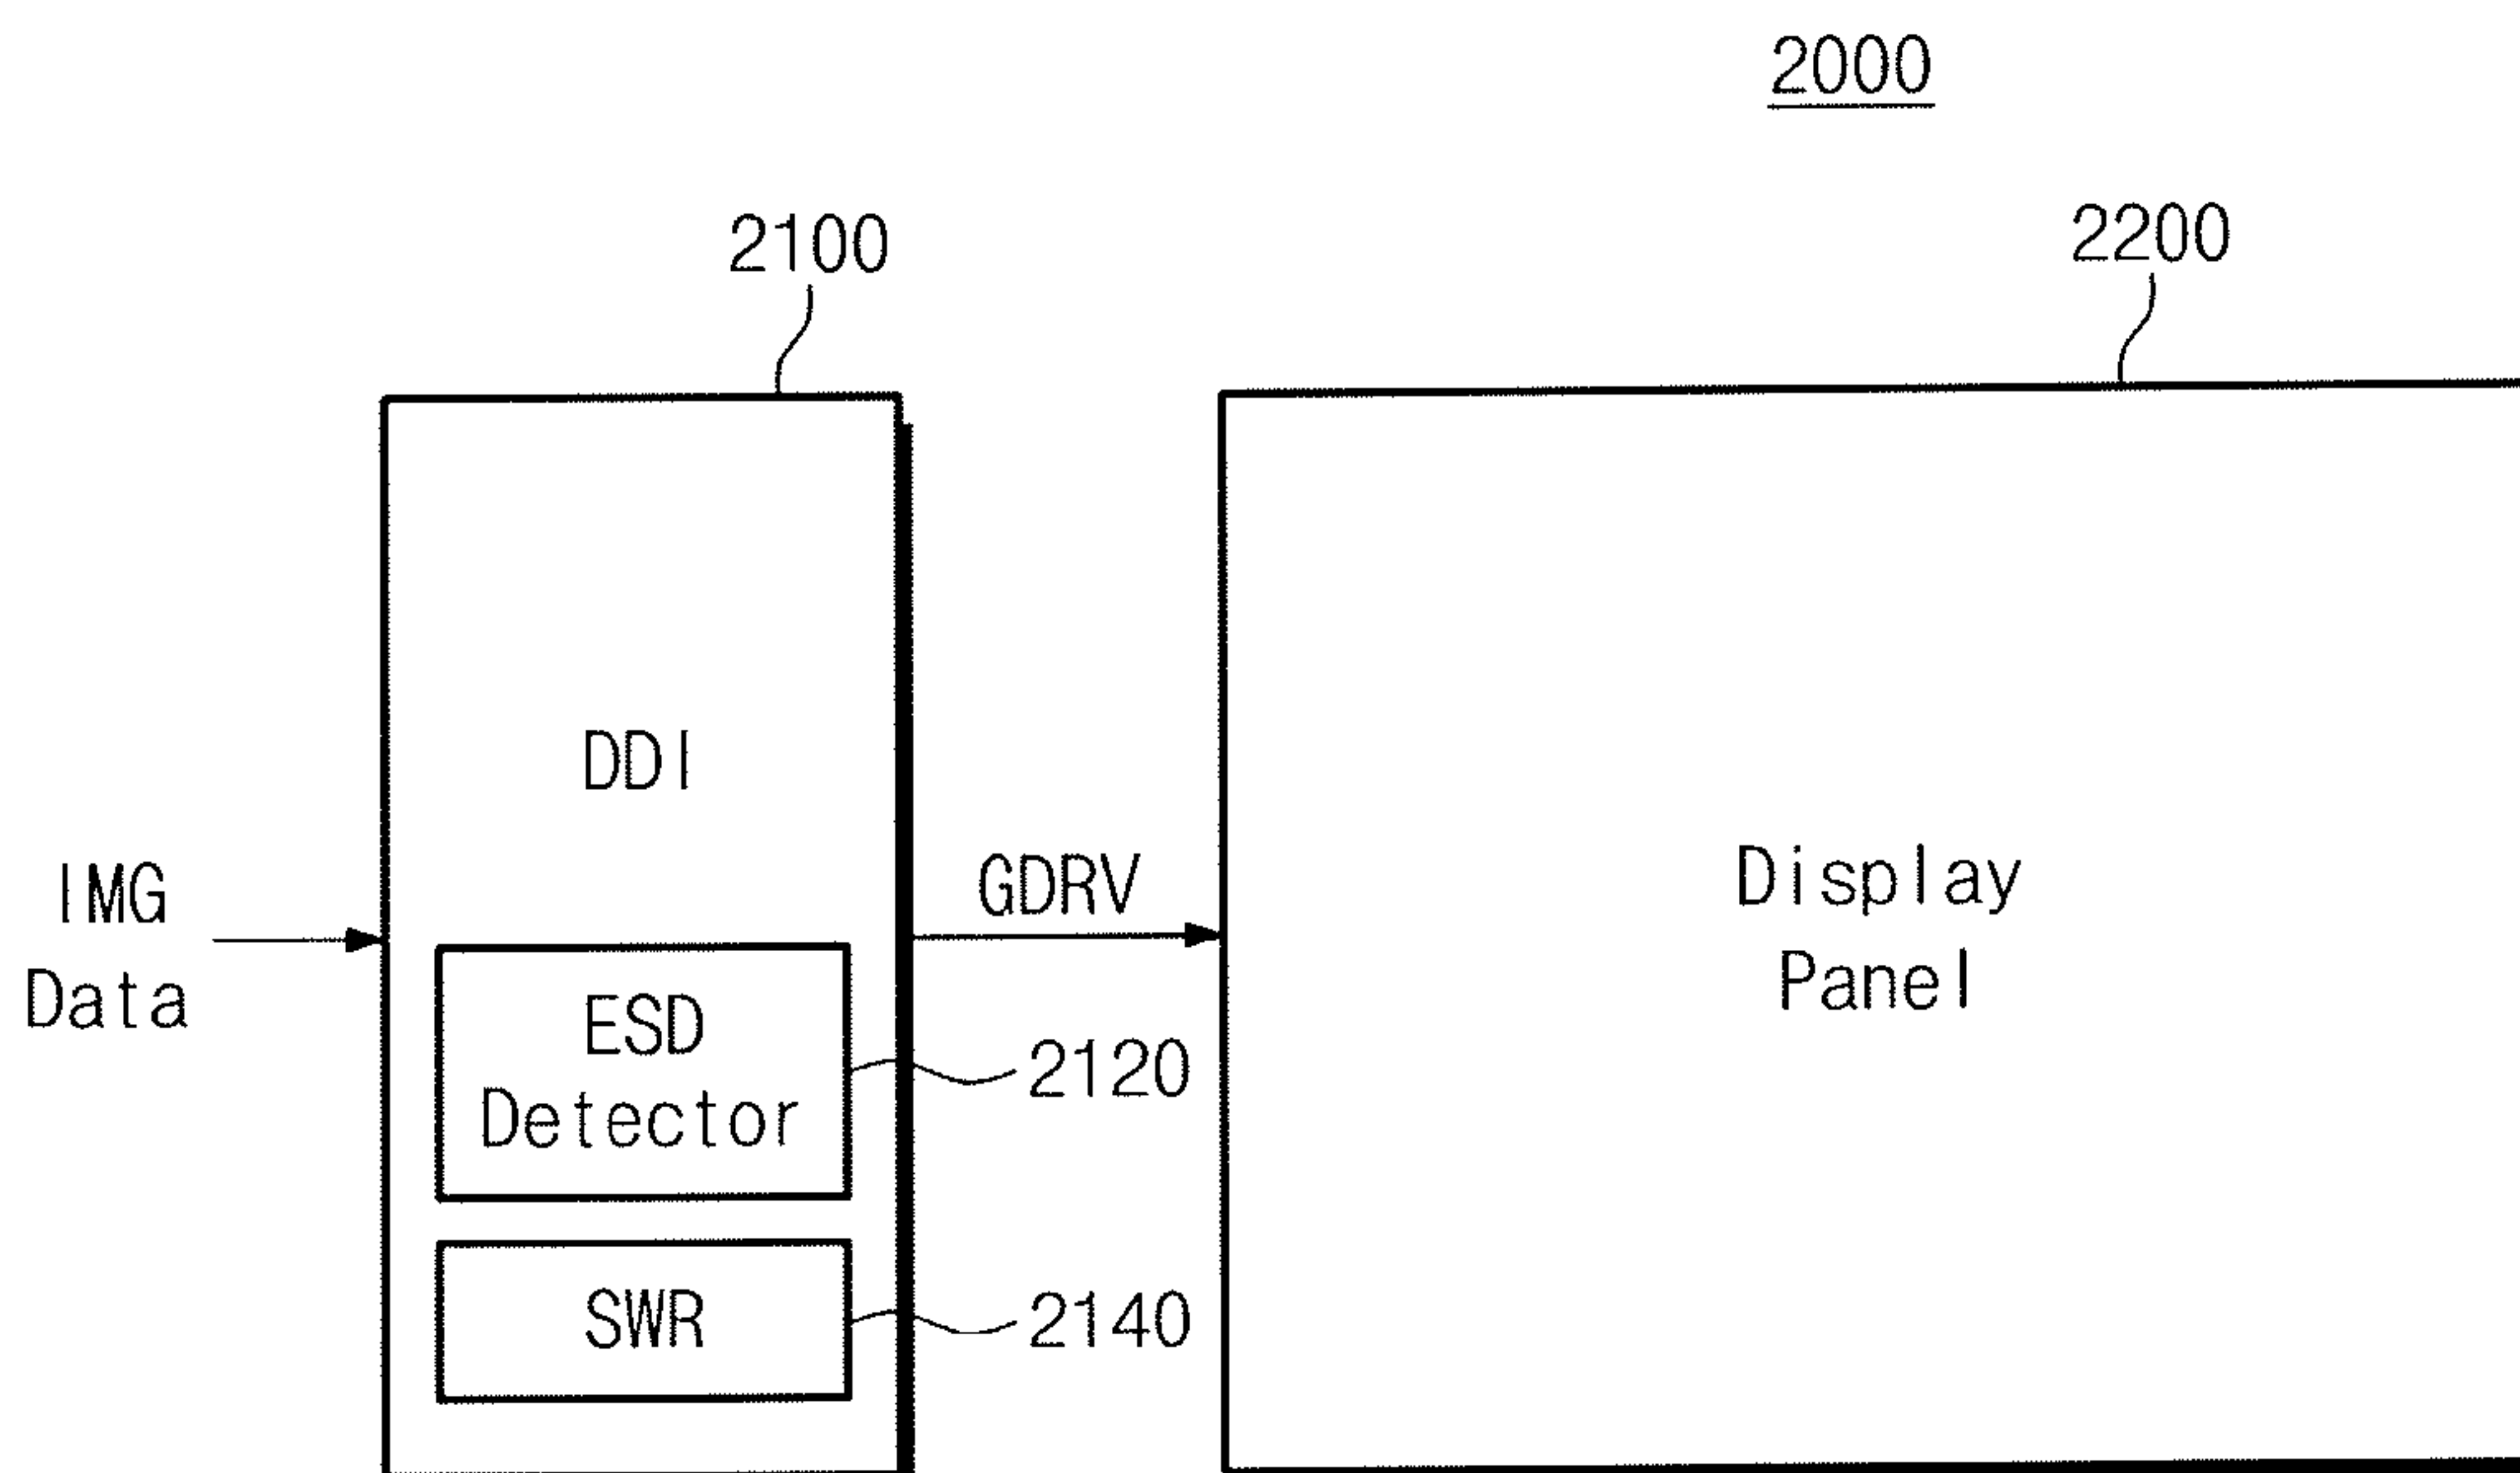 2000
2100
2200
DDI
IMG
Data
GDRV
Display
Panel
ESD
Detector
2120
SWR
2140